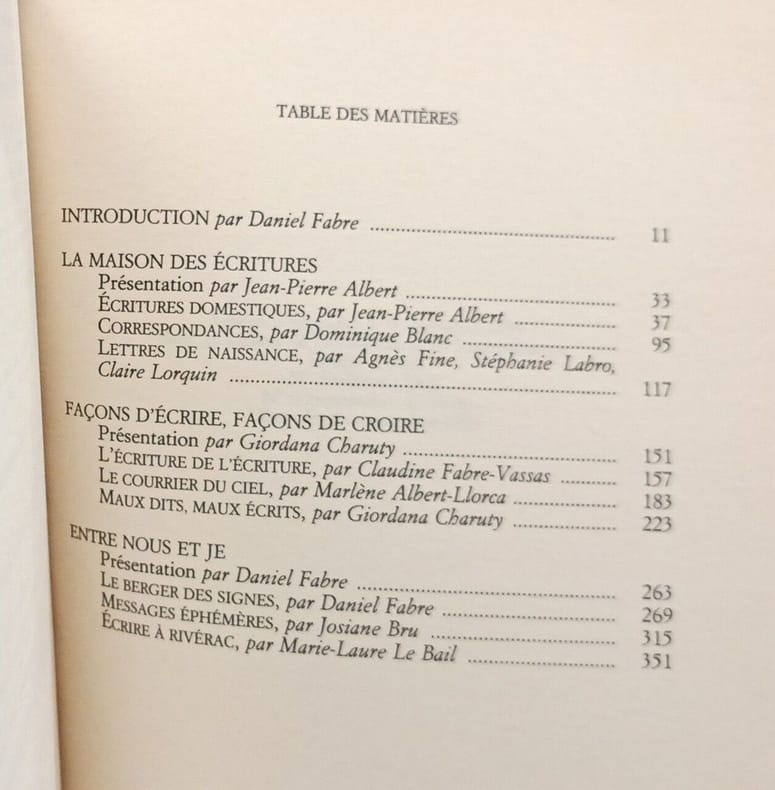 TABLE DES MATIÈRES
INTRODUCTION par Daniel Fabre ........ 11
LA MAISON DES ÉCRITURES
Présentation par Jean-Pierre Albert ........ 33
ÉCRITURES DOMESTIQUES, par Jean-Pierre Albert ........ 37
CORRESPONDANCES, par Dominique Blanc ........ 95
LETTRES DE NAISSANCE, par Agnès Fine, Stéphanie Labro,
Claire Lorquin ........ 117
FAÇONS D'ÉCRIRE, FAÇONS DE CROIRE
Présentation par Giordana Charuty ........ 151
L'ÉCRITURE DE L'ÉCRITURE, par Claudine Fabre-Vassas ........ 157
LE COURRIER DU CIEL, par Marlène Albert-Llorca ........ 183
MAUX DITS, MAUX ÉCRITS, par Giordana Charuty ........ 223
ENTRE NOUS ET JE
Présentation par Daniel Fabre ........ 263
LE BERGER DES SIGNES, par Daniel Fabre ........ 269
MESSAGES ÉPHÉMÈRES, par Josiane Bru ........ 315
ÉCRIRE À RIVÉRAC, par Marie-Laure Le Bail ........ 351